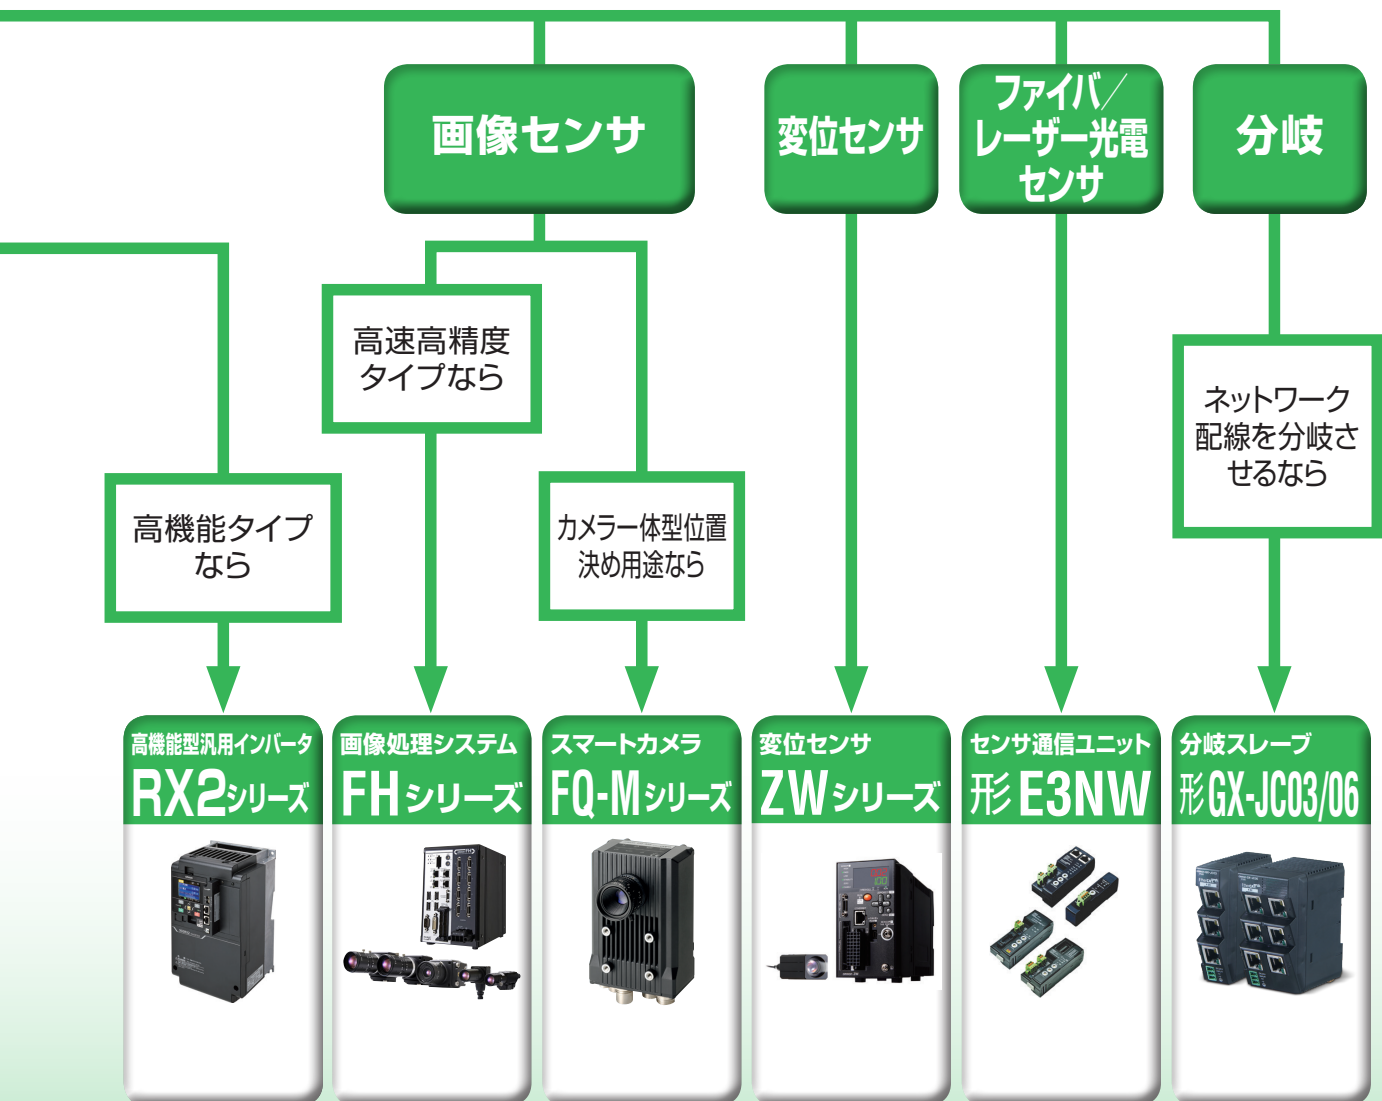 画像センサ
変位センサ
ファイバ／
レーザー光電
センサ
分岐
高速高精度
タイプなら
ネットワーク
配線を分岐さ
せるなら
高機能タイプ
なら
カメラ一体型位置
決め用途なら
高機能型汎用インバータ
RX2シリーズ
画像処理システム
FHシリーズ
スマートカメラ
FQ-Mシリーズ
変位センサ
ZWシリーズ
センサ通信ユニット
形E3NW
分岐スレーブ
形GX-JC03/06